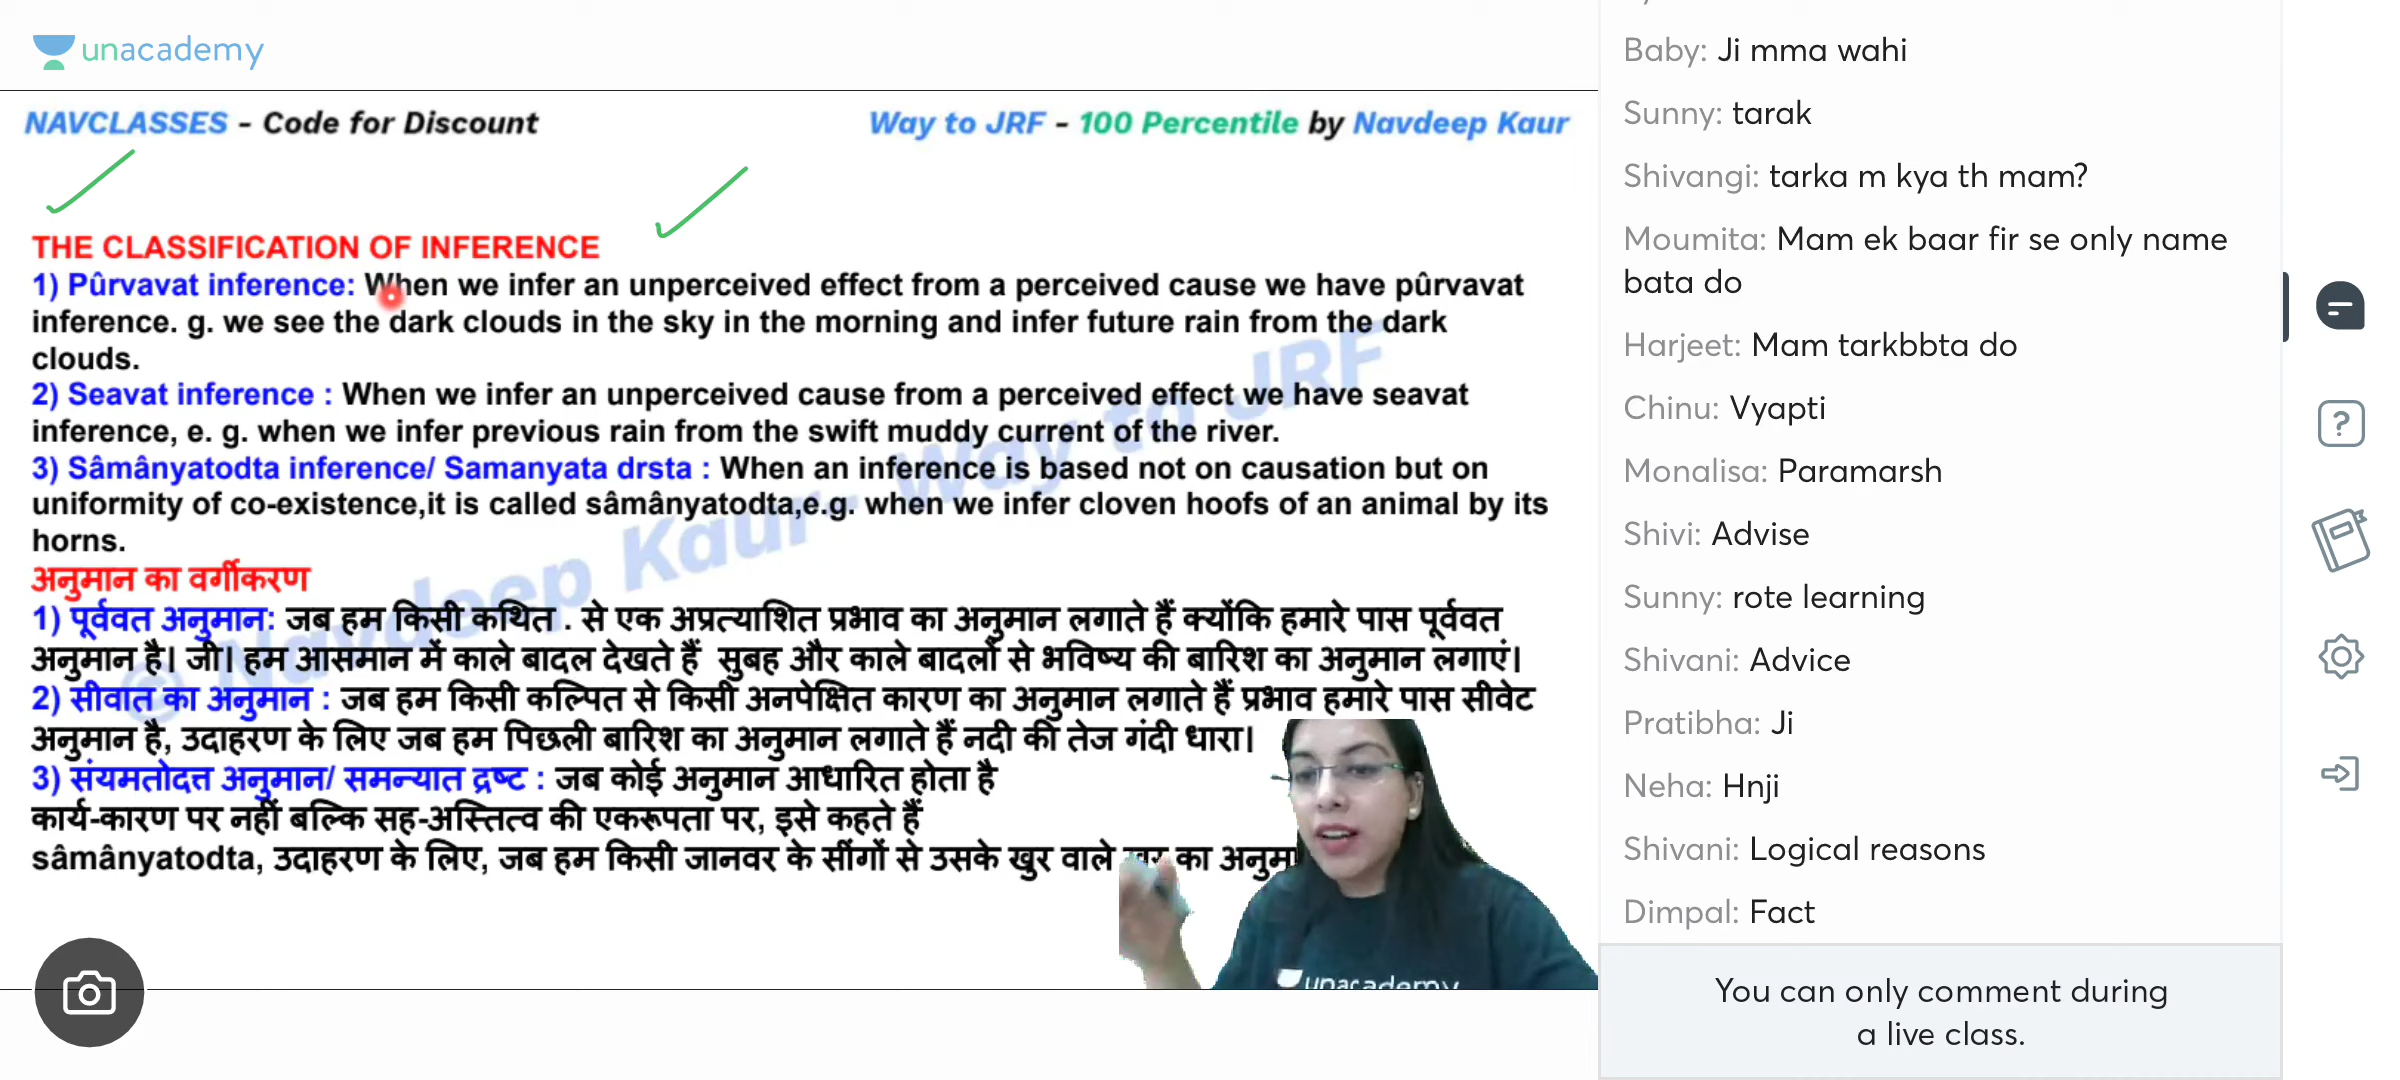 unacademy
NAVCLASSES - Code for Discount
Way to JRF - 100 Percentile by Navdeep Kaur
THE CLASSIFICATION OF INFERENCE
1) Pûrvavat inference: When we infer an unperceived effect from a perceived cause we have pûrvavat
inference. g. we see the dark clouds in the sky in the morning and infer future rain from the dark
clouds.
2) Seavat inference : When we infer an unperceived cause from a perceived effect we have seavat
inference, e. g. when we infer previous rain from the swift muddy current of the river.
3) Sâmânyatodta inference/ Samanyata drsta : When an inference is based not on causation but on
uniformity of co-existence,it is called sâmânyatodta,e.g. when we infer cloven hoofs of an animal by its
horns.
अनुमान का वर्गीकरण
1) पूर्ववत अनुमान: जब हम किसी कथित . से एक अप्रत्याशित प्रभाव का अनुमान लगाते हैं क्योंकि हमारे पास पूर्ववत
अनुमान है। जी। हम आसमान में काले बादल देखते हैं सुबह और काले बादलों से भविष्य की बारिश का अनुमान लगाएं।
2) सीवात का अनुमान : जब हम किसी कल्पित से किसी अनपेक्षित कारण का अनुमान लगाते हैं प्रभाव हमारे पास सीवेट
अनुमान है, उदाहरण के लिए जब हम पिछली बारिश का अनुमान लगाते हैं नदी की तेज गंदी धारा।
3) संयमतोदत्त अनुमान/ समन्यात द्रष्ट : जब कोई अनुमान आधारित होता है
कार्य-कारण पर नहीं बल्कि सह-अस्तित्व की एकरूपता पर, इसे कहते हैं
sâmânyatodta, उदाहरण के लिए, जब हम किसी जानवर के सींगों से उसके खुर वाले का
© Navdeep Kaur - Way to JRF
unacademy
Baby: Ji mma wahi
Sunny: tarak
Shivangi: tarka m kya th mam?
Moumita: Mam ek baar fir se only name
bata do
Harjeet: Mam tarkbbta do
Chinu: Vyapti
Monalisa: Paramarsh
Shivi: Advise
Sunny: rote learning
Shivani: Advice
Pratibha: Ji
Neha: Hnji
Shivani: Logical reasons
Dimpal: Fact
You can only comment during
a live class.